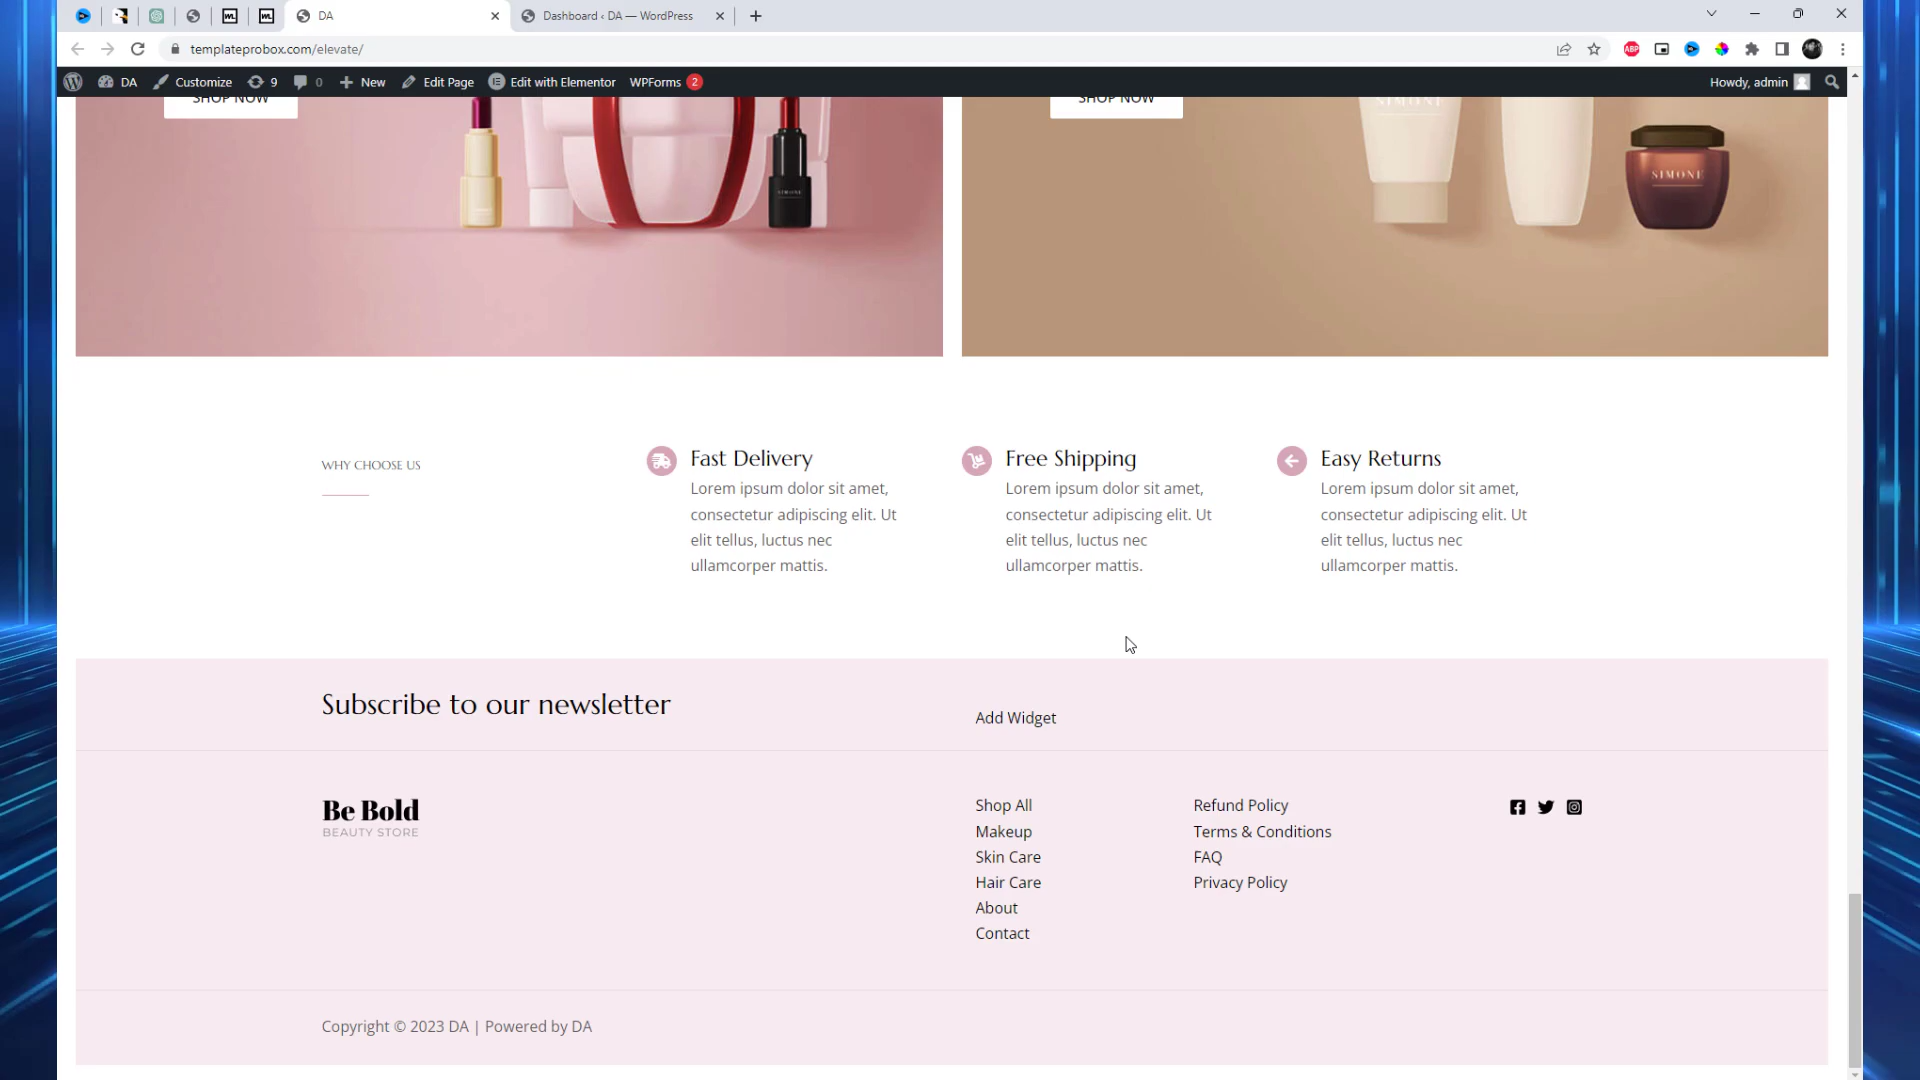 DA
Dashboard ‹ DA — WordPress
templateprobox.com/elevate/
ABP
DA Customize 9 0 New Edit Page Edit with Elementor WPForms 2 Howdy, admin
SHOP NOW
SHOP NOW
SIMONE
SIMONE
SIMONE
WHY CHOOSE US
Fast Delivery
Lorem ipsum dolor sit amet,
consectetur adipiscing elit. Ut
elit tellus, luctus nec
ullamcorper mattis.
Free Shipping
Lorem ipsum dolor sit amet,
consectetur adipiscing elit. Ut
elit tellus, luctus nec
ullamcorper mattis.
Easy Returns
Lorem ipsum dolor sit amet,
consectetur adipiscing elit. Ut
elit tellus, luctus nec
ullamcorper mattis.
Subscribe to our newsletter
Add Widget
Be Bold
BEAUTY STORE
Shop All
Makeup
Skin Care
Hair Care
About
Contact
Refund Policy
Terms & Conditions
FAQ
Privacy Policy
Copyright © 2023 DA | Powered by DA